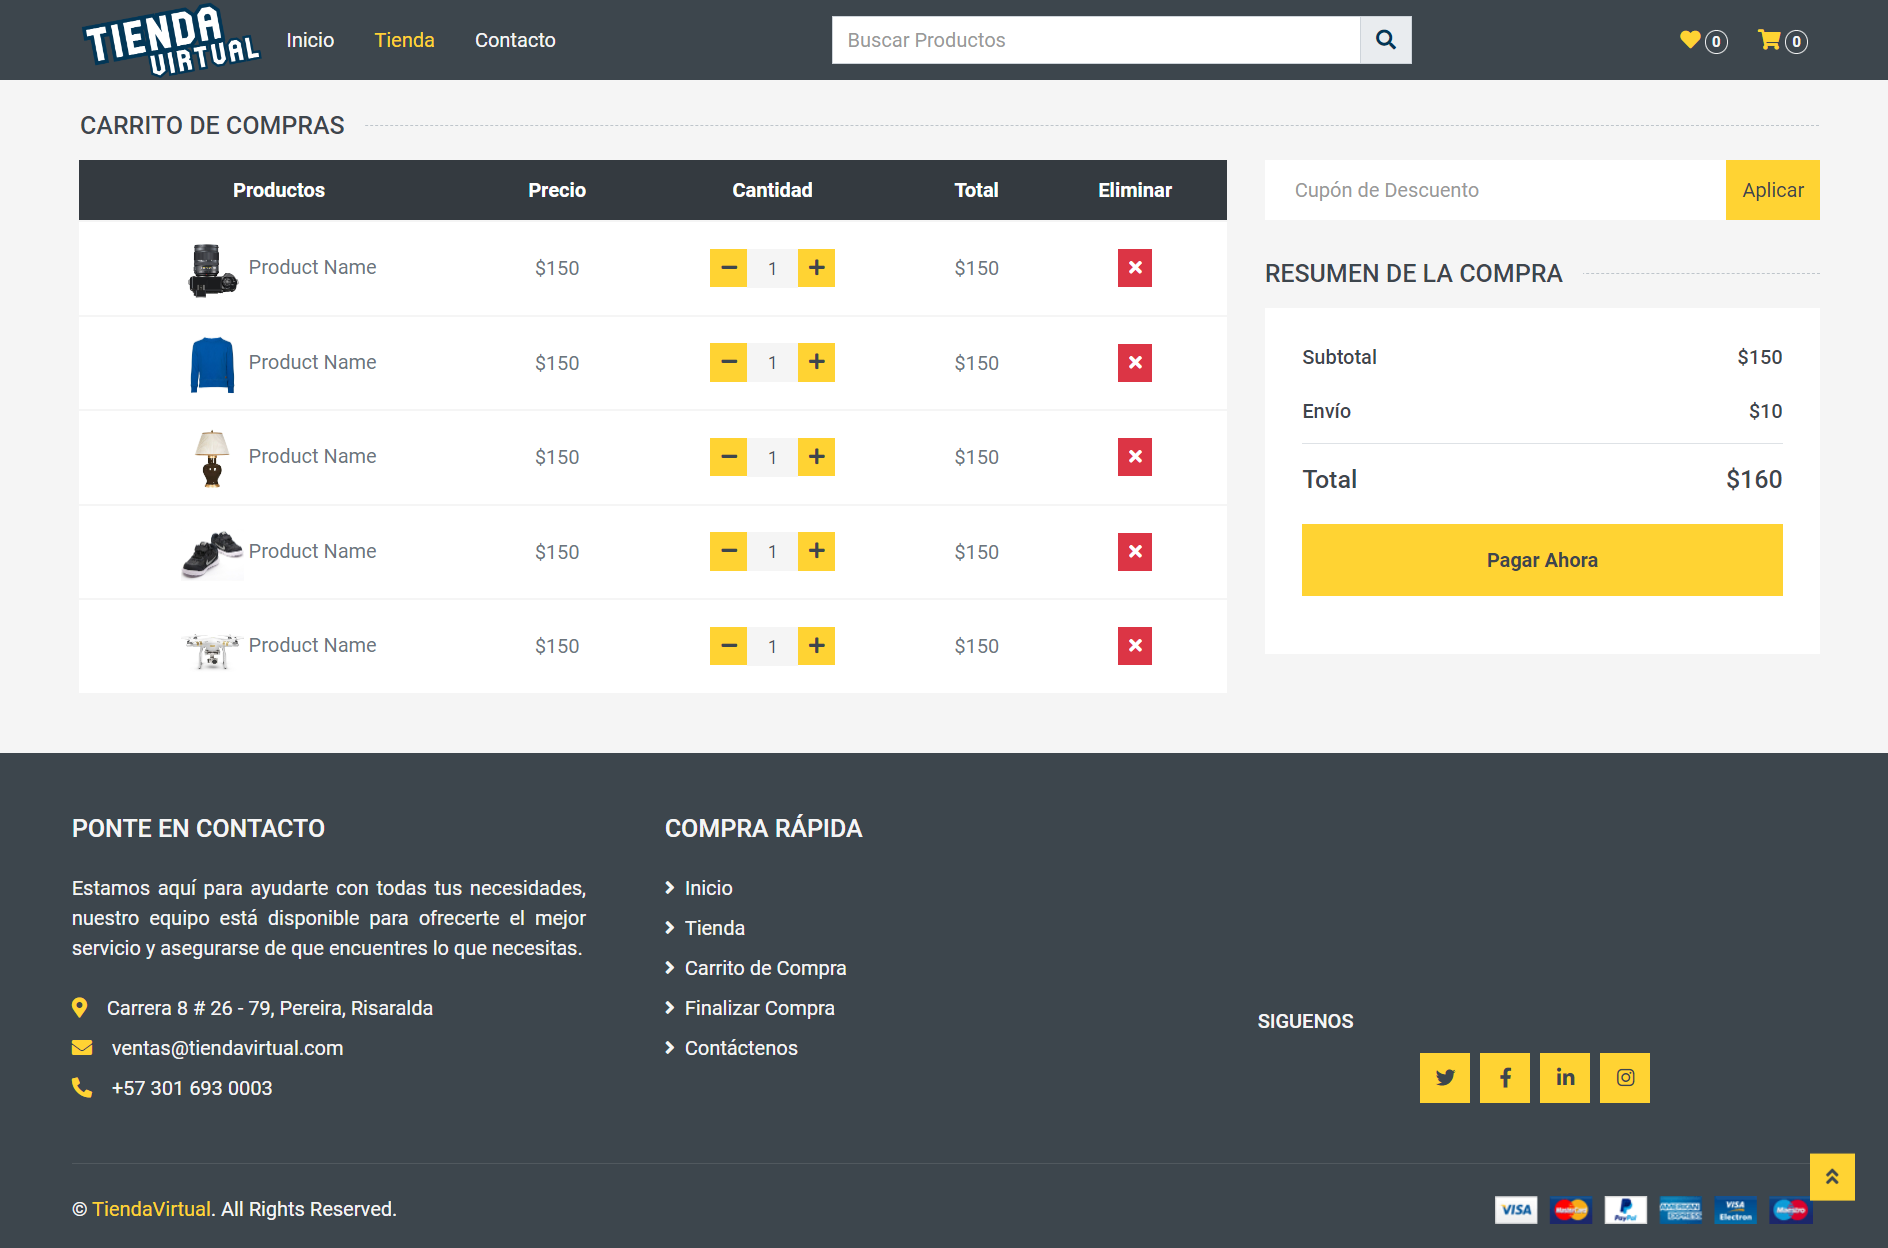 TIENDA
VIRTUAL
Inicio Tienda Contacto
Buscar Productos
0 0
CARRITO DE COMPRAS
Productos Precio Cantidad Total Eliminar
Product Name $150 1 $150
Product Name $150 1 $150
Product Name $150 1 $150
Product Name $150 1 $150
Product Name $150 1 $150
Cupón de Descuento Aplicar
RESUMEN DE LA COMPRA
Subtotal $150
Envío $10
Total $160
Pagar Ahora
PONTE EN CONTACTO
Estamos aquí para ayudarte con todas tus necesidades,
nuestro equipo está disponible para ofrecerte el mejor
servicio y asegurarse de que encuentres lo que necesitas.
Carrera 8 # 26 - 79, Pereira, Risaralda
ventas@tiendavirtual.com
+57 301 693 0003
COMPRA RÁPIDA
Inicio
Tienda
Carrito de Compra
Finalizar Compra
Contáctenos
SIGUENOS
© TiendaVirtual. All Rights Reserved.
VISA MasterCard PayPal AMERICAN EXPRESS VISA Electron Maestro